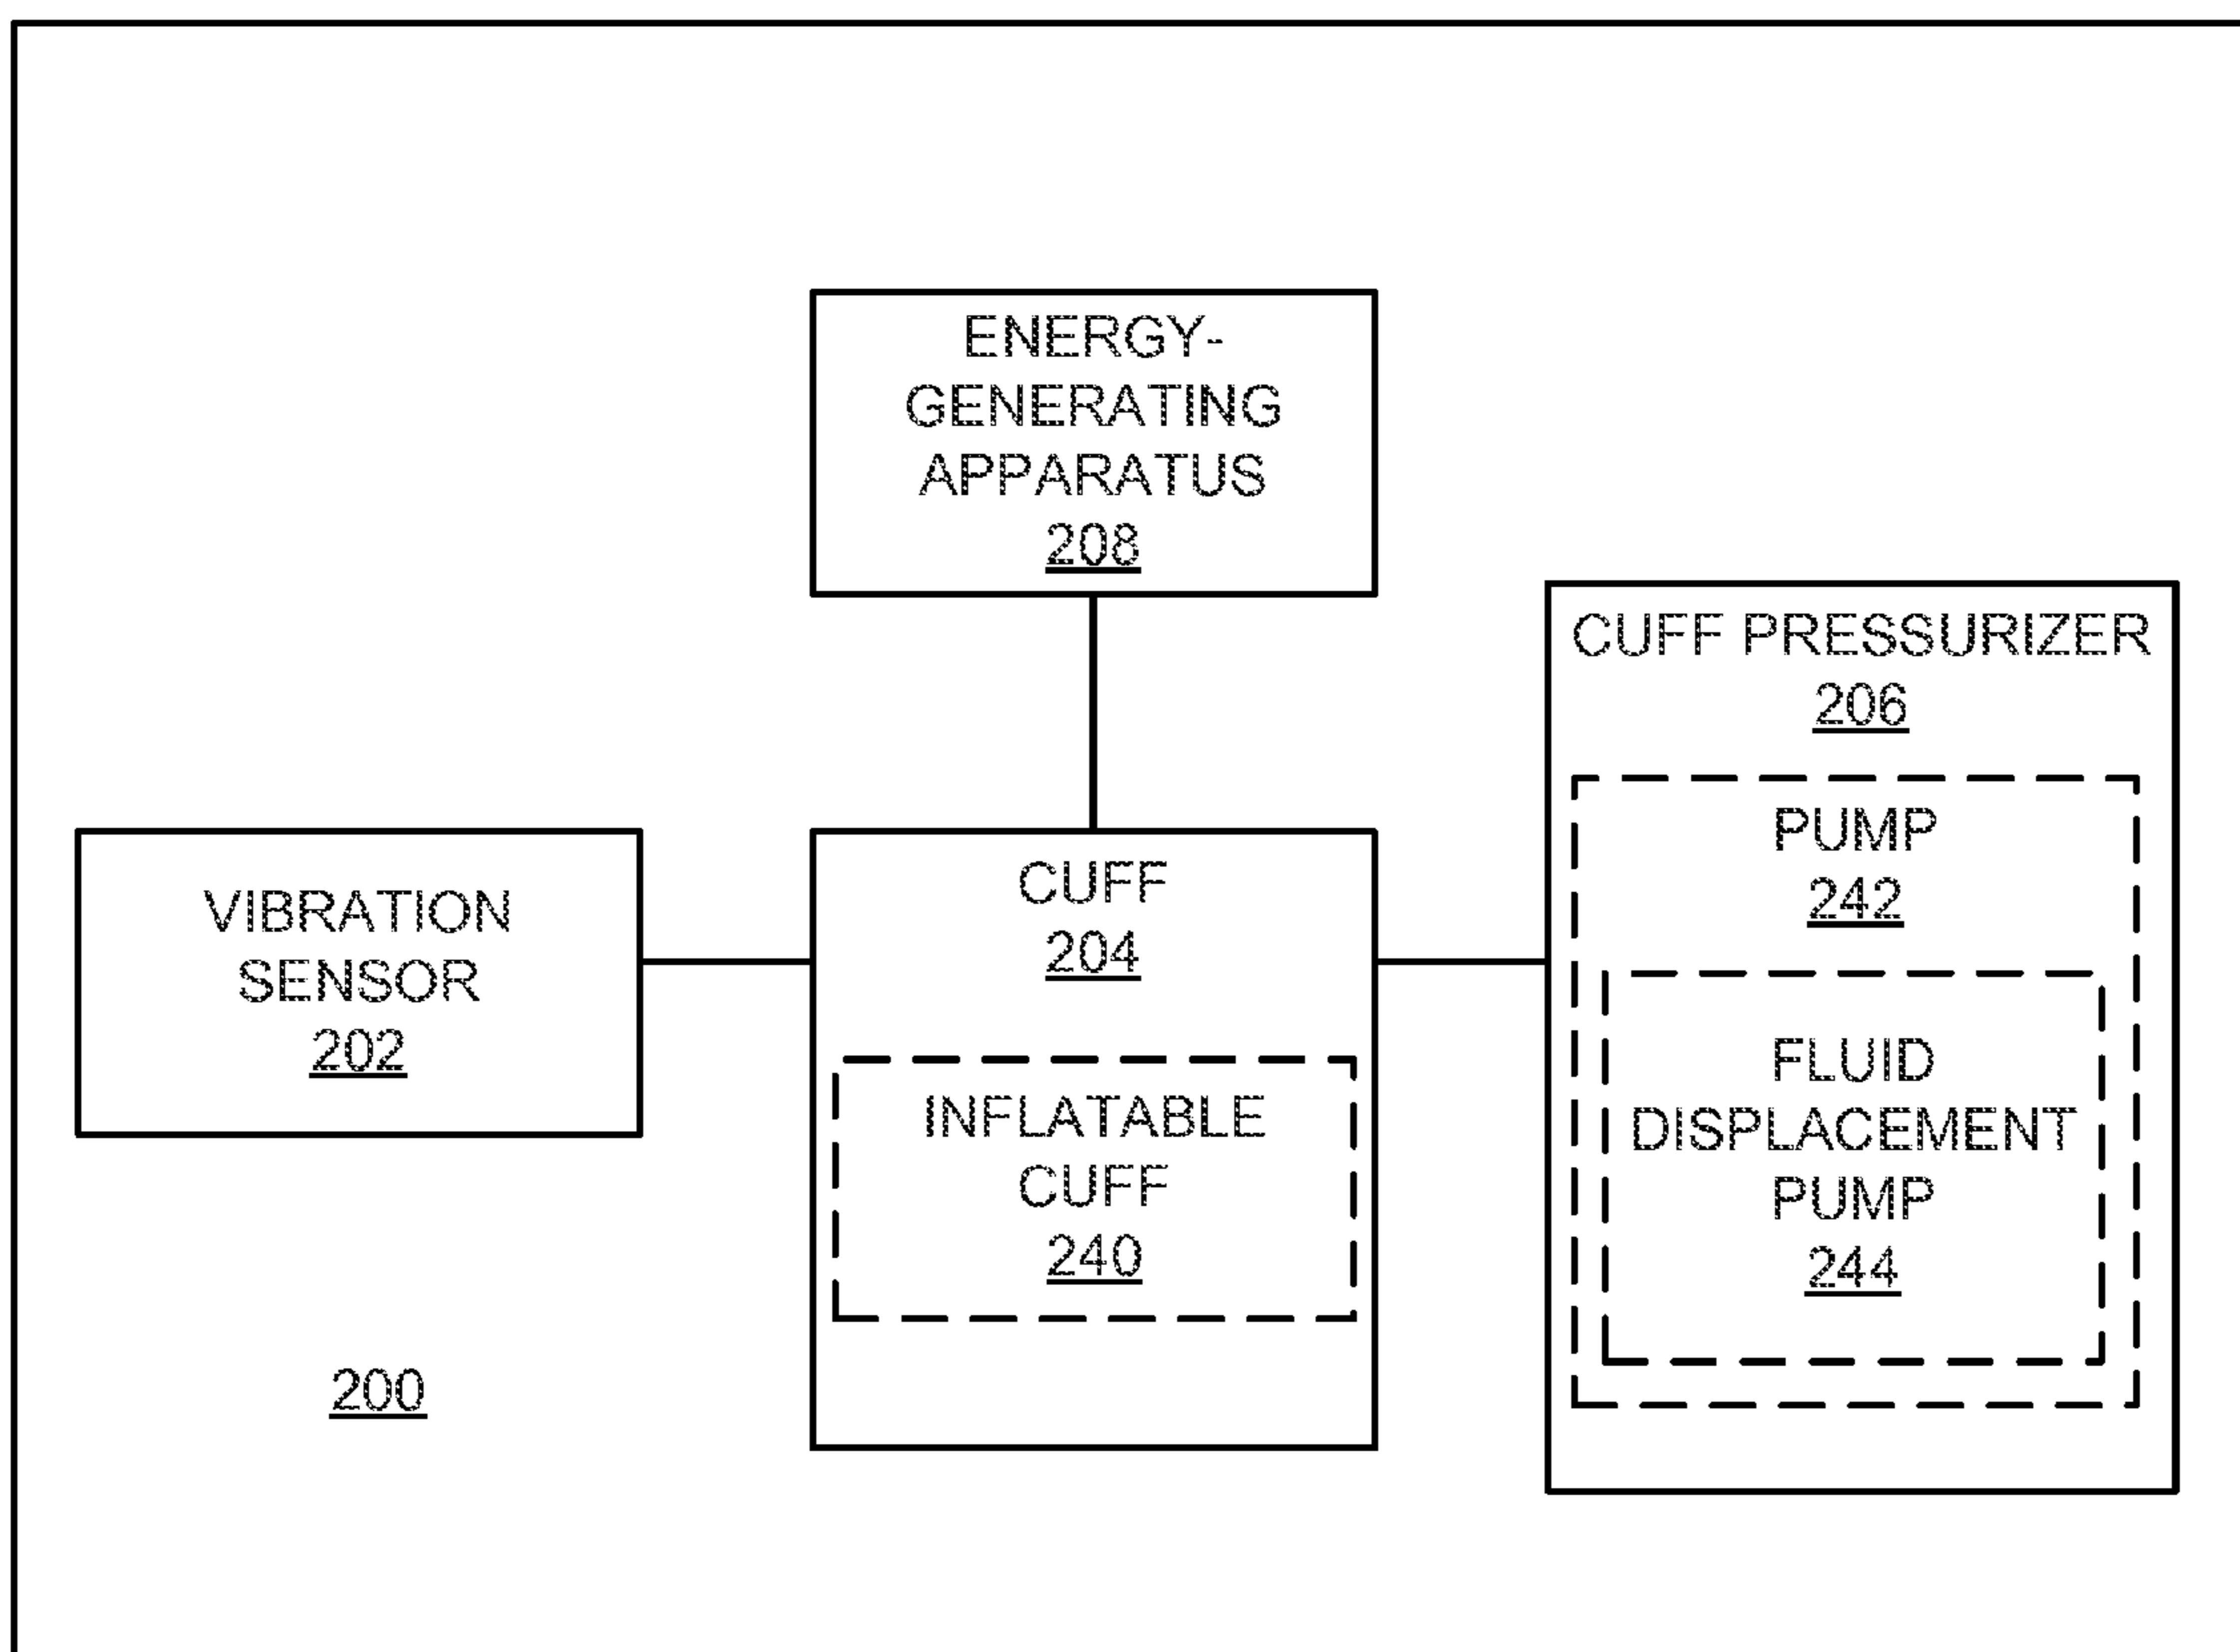 ENERGY-
GENERATING
APPARATUS
208
CUFF PRESSURIZER
206
PUMP
242
FLUID
DISPLACEMENT
PUMP
244
VIBRATION
SENSOR
202
CUFF
204
INFLATABLE
CUFF
240
200